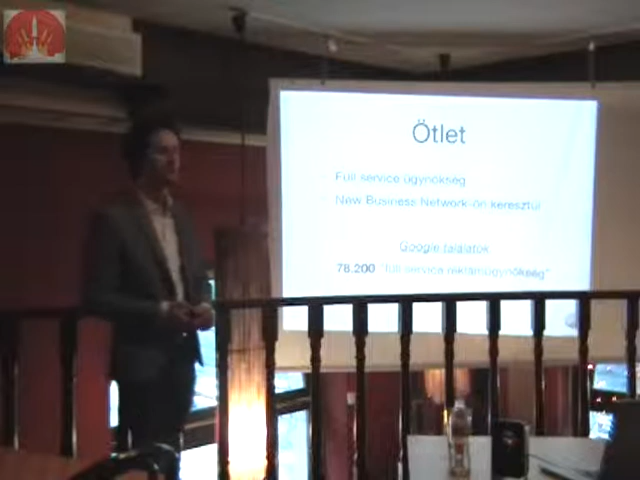 Ötlet
Full service ügynökség
New Business Network-ön keresztül
Google találatok
78.200 "full service reklámügynökség"